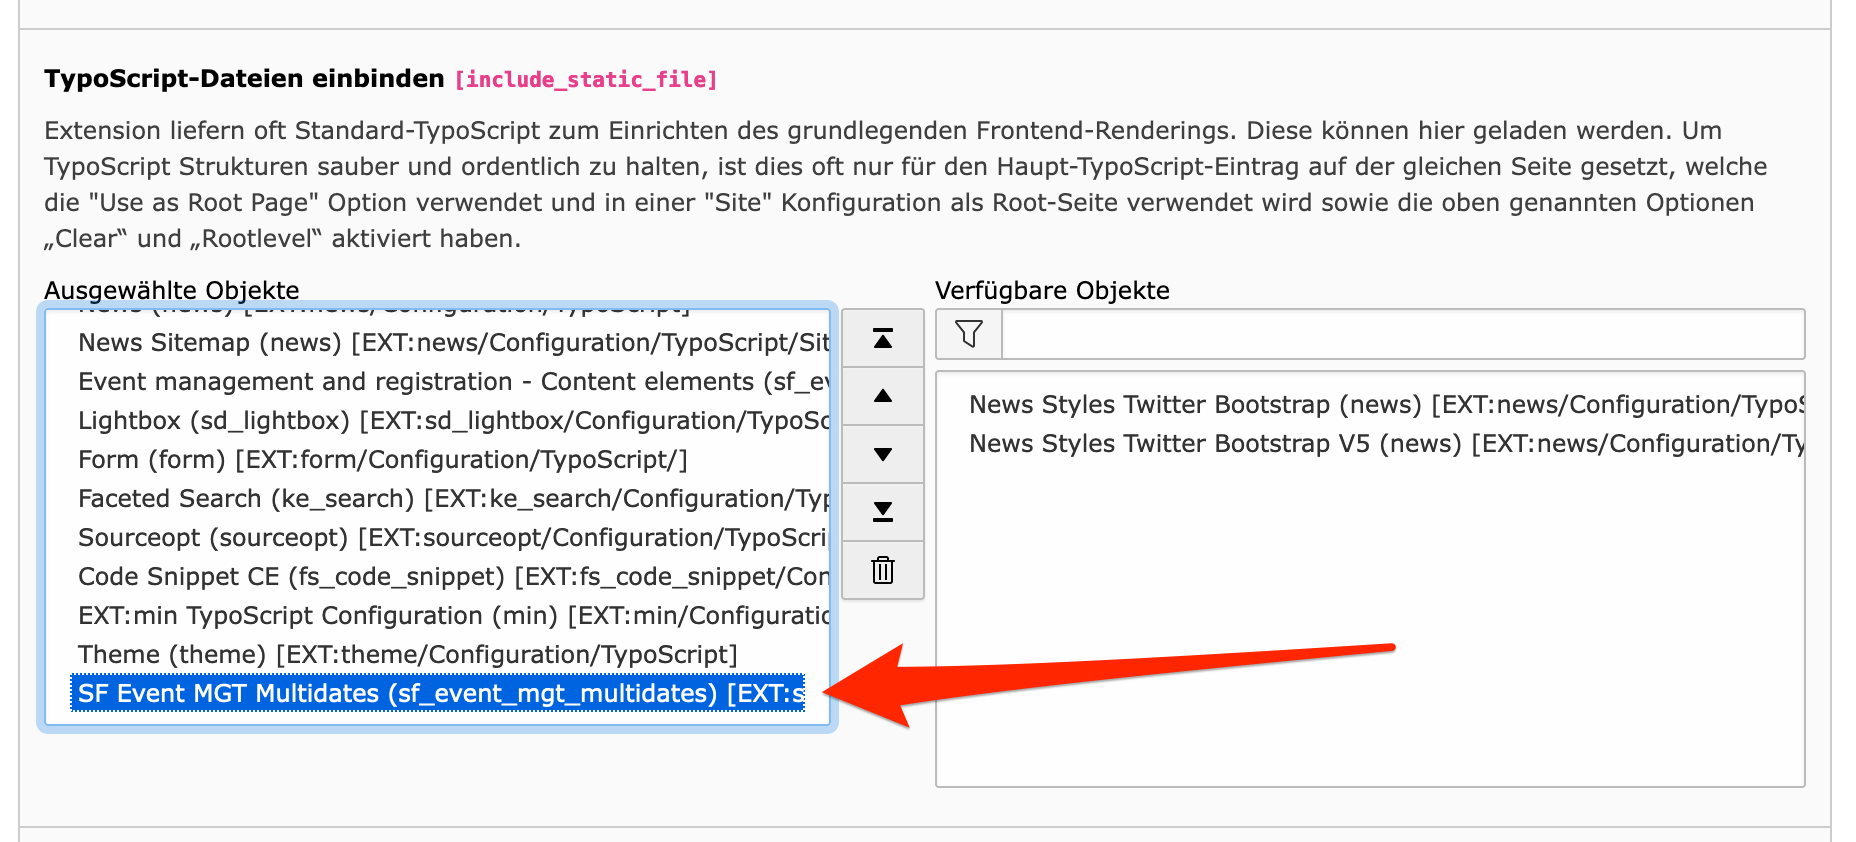 TypoScript-Dateien einbinden [include_static_file]
Extension liefern oft Standard-TypoScript zum Einrichten des grundlegenden Frontend-Renderings. Diese können hier geladen werden. Um
TypoScript Strukturen sauber und ordentlich zu halten, ist dies oft nur für den Haupt-TypoScript-Eintrag auf der gleichen Seite gesetzt, welche
die "Use as Root Page" Option verwendet und in einer "Site" Konfiguration als Root-Seite verwendet wird sowie die oben genannten Optionen
„Clear“ und „Rootlevel“ aktiviert haben.
Ausgewählte Objekte
News (news) [EXT:news/Configuration/TypoScript]
News Sitemap (news) [EXT:news/Configuration/TypoScript/Sit
Event management and registration - Content elements (sf_ev
Lightbox (sd_lightbox) [EXT:sd_lightbox/Configuration/TypoSc
Form (form) [EXT:form/Configuration/TypoScript/]
Faceted Search (ke_search) [EXT:ke_search/Configuration/Typ
Sourceopt (sourceopt) [EXT:sourceopt/Configuration/TypoScri
Code Snippet CE (fs_code_snippet) [EXT:fs_code_snippet/Con
EXT:min TypoScript Configuration (min) [EXT:min/Configuratio
Theme (theme) [EXT:theme/Configuration/TypoScript]
SF Event MGT Multidates (sf_event_mgt_multidates) [EXT:s
Verfügbare Objekte
News Styles Twitter Bootstrap (news) [EXT:news/Configuration/TypoS
News Styles Twitter Bootstrap V5 (news) [EXT:news/Configuration/Ty